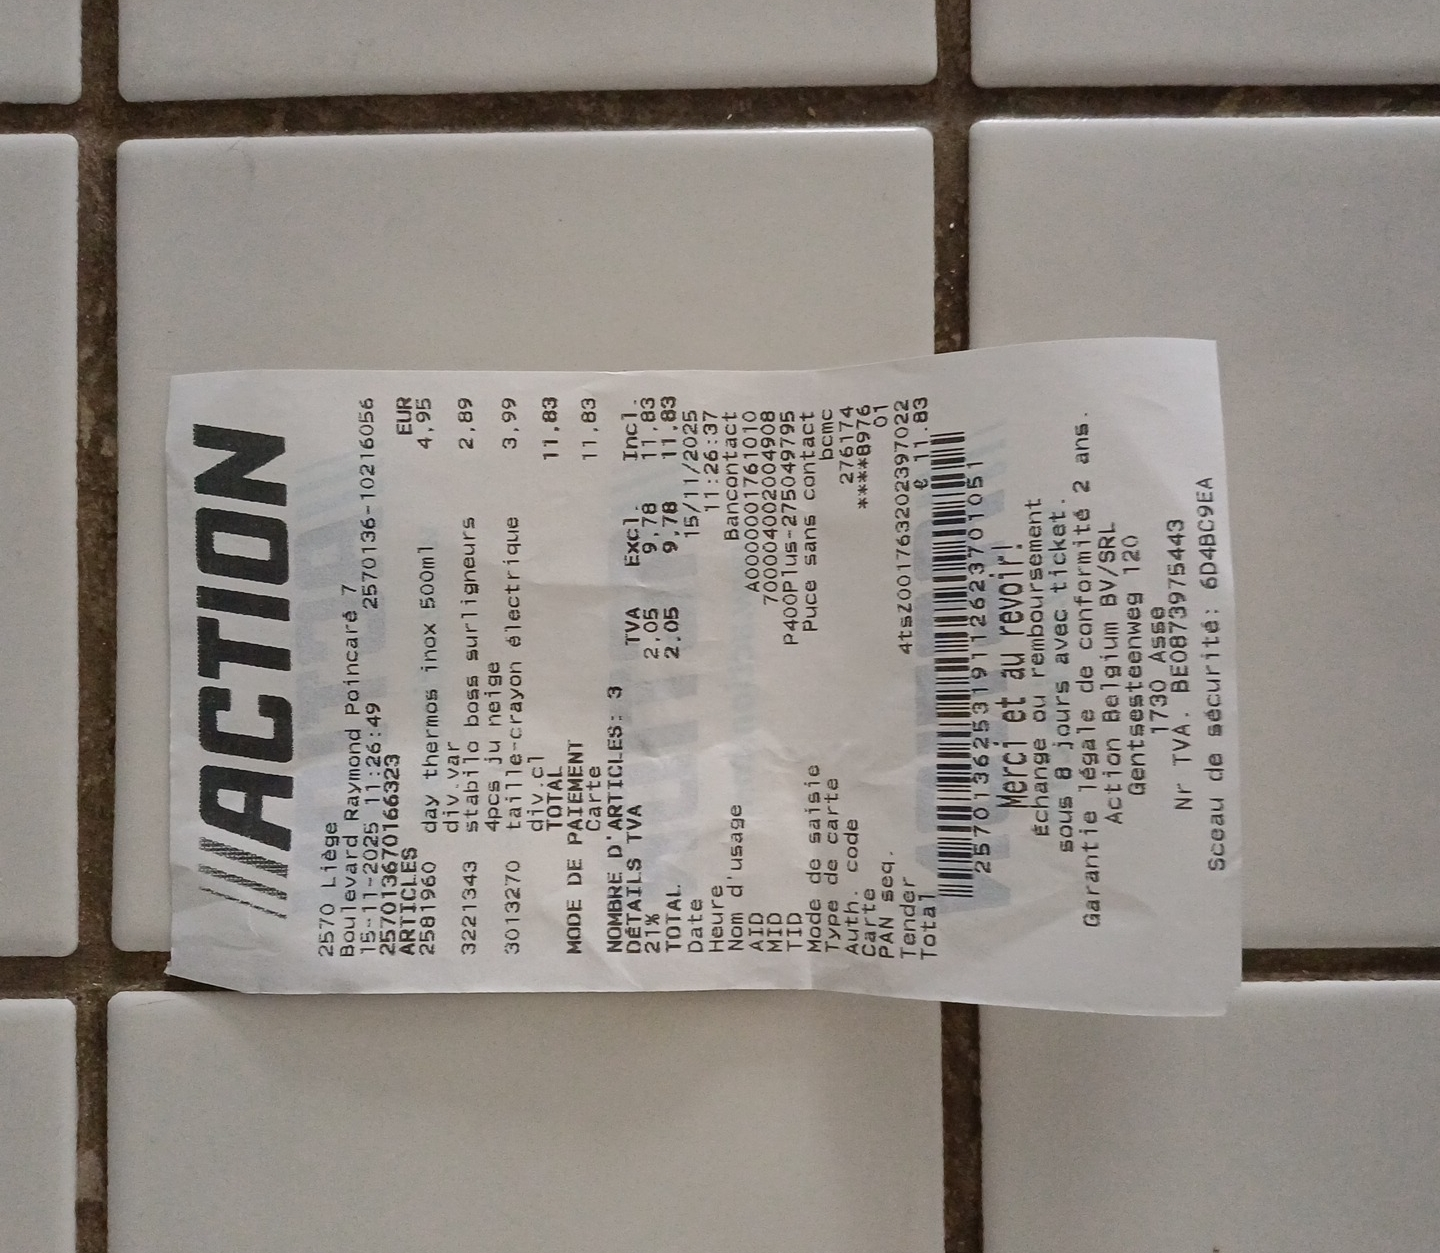 ///ACTION
2570 Liège
Boulevard Raymond Poincaré 7
15-11-2025 11:26:49 2570136-10216056
257013670166323
ARTICLES EUR
2581960 day thermos inox 500ml 4,95
div.var
3221343 stabilo boss surligneurs 2,89
4pcs ju neige
3013270 taille-crayon électrique 3,99
div.cl
TOTAL 11,83
MODE DE PAIEMENT
Carte 11,83
NOMBRE D'ARTICLES: 3
DÉTAILS TVA TVA Excl. Incl.
21% 2,05 9,78 11,83
TOTAL 2,05 9,78 11,83
Date 15/11/2025
Heure 11:26:37
Nom d'usage Bancontact
AID A0000001761010
MID 700004002004908
TID P400Plus-275049795
Mode de saisie Puce sans contact
Type de carte bcmc
Auth. code 276174
Carte ****8976
PAN seq. 01
Tender 4tsZ001763202397022
Total € 11.83
2570136253191126237​01051
Merci et au revoir!
Échange ou remboursement
sous 8 jours avec ticket.
Garantie légale de conformité 2 ans.
Action Belgium BV/SRL
Gentsesteenweg 120
1730 Asse
Nr TVA. BE0873975443
Sceau de sécurité: 6D4BC9EA